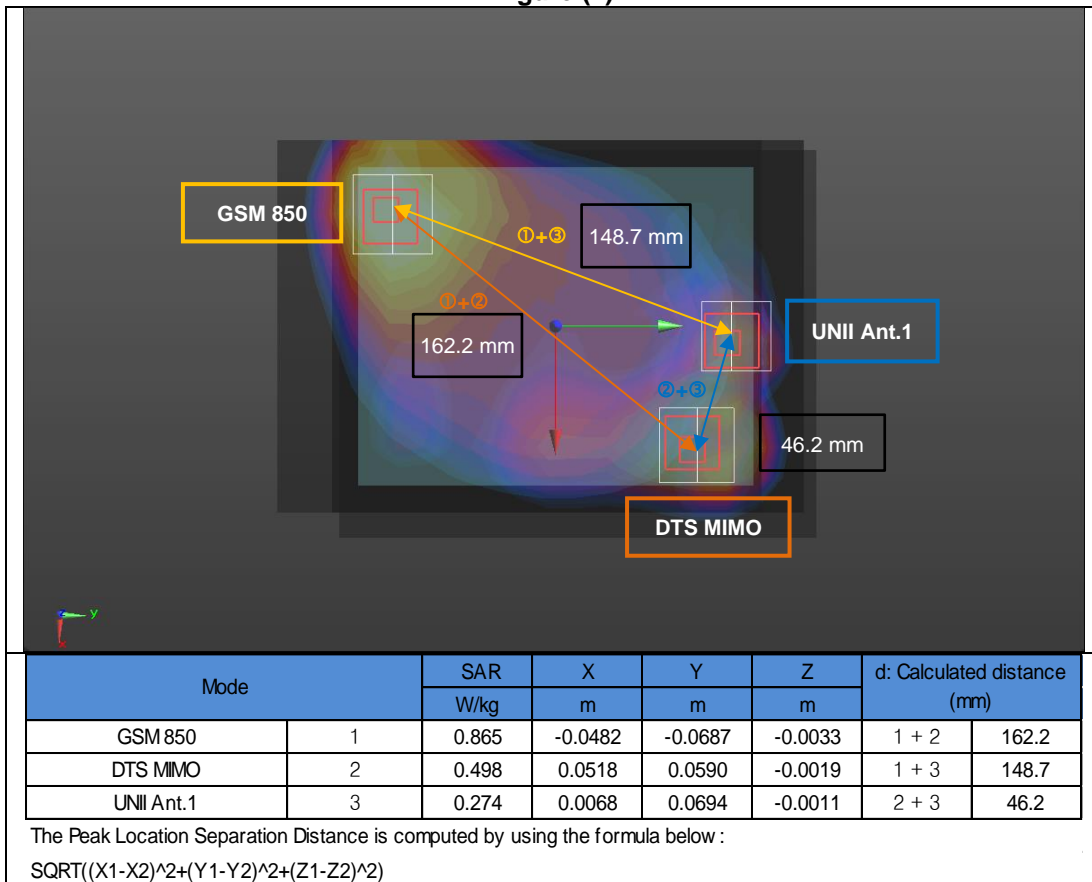 GSM 850
①+③
148.7 mm
①+②
162.2 mm
UNII Ant.1
②+③
46.2 mm
DTS MIMO
Y
X
Mode SAR X Y Z d: Calculated distance (mm)
W/kg m m m
GSM 850 1 0.865 -0.0482 -0.0687 -0.0033 1 + 2 162.2
DTS MIMO 2 0.498 0.0518 0.0590 -0.0019 1 + 3 148.7
UNII Ant.1 3 0.274 0.0068 0.0694 -0.0011 2 + 3 46.2
The Peak Location Separation Distance is computed by using the formula below :
SQRT((X1-X2)^2+(Y1-Y2)^2+(Z1-Z2)^2)